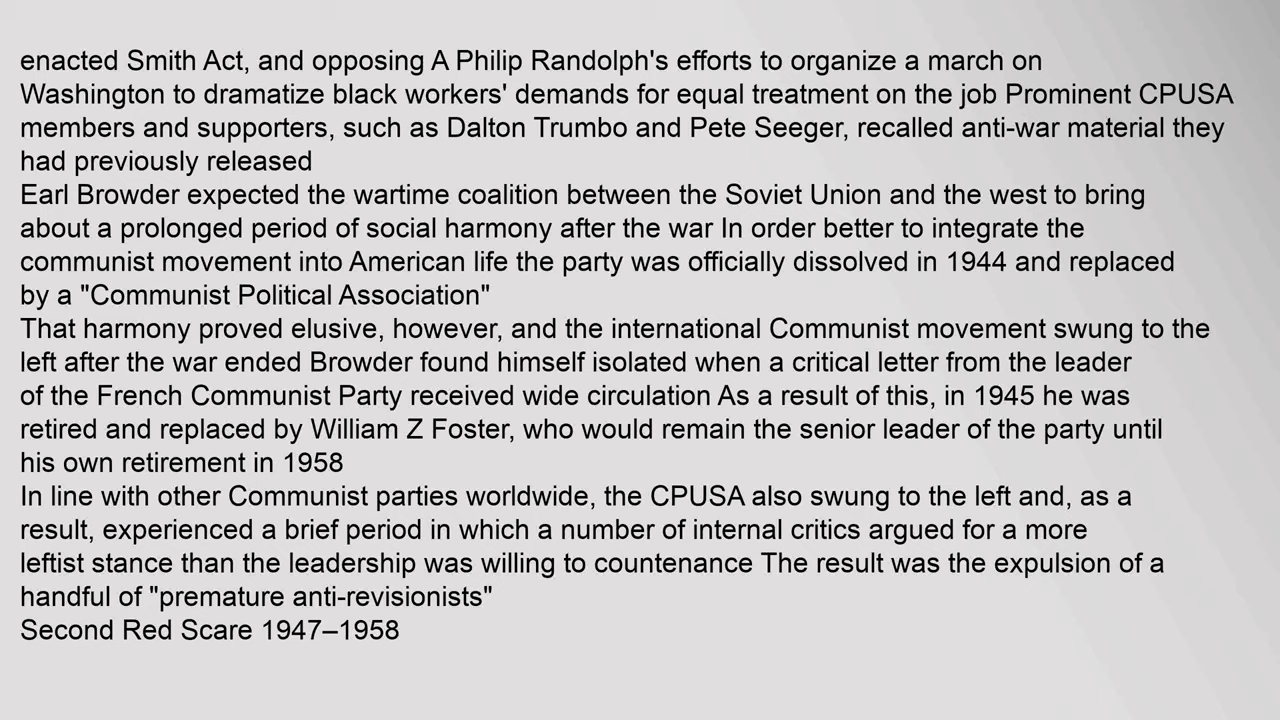 enacted Smith Act, and opposing A Philip Randolph's efforts to organize a march on
Washington to dramatize black workers' demands for equal treatment on the job Prominent CPUSA
members and supporters, such as Dalton Trumbo and Pete Seeger, recalled anti-war material they
had previously released
Earl Browder expected the wartime coalition between the Soviet Union and the west to bring
about a prolonged period of social harmony after the war In order better to integrate the
communist movement into American life the party was officially dissolved in 1944 and replaced
by a "Communist Political Association"
That harmony proved elusive, however, and the international Communist movement swung to the
left after the war ended Browder found himself isolated when a critical letter from the leader
of the French Communist Party received wide circulation As a result of this, in 1945 he was
retired and replaced by William Z Foster, who would remain the senior leader of the party until
his own retirement in 1958
In line with other Communist parties worldwide, the CPUSA also swung to the left and, as a
result, experienced a brief period in which a number of internal critics argued for a more
leftist stance than the leadership was willing to countenance The result was the expulsion of a
handful of "premature anti-revisionists"
Second Red Scare 1947–1958